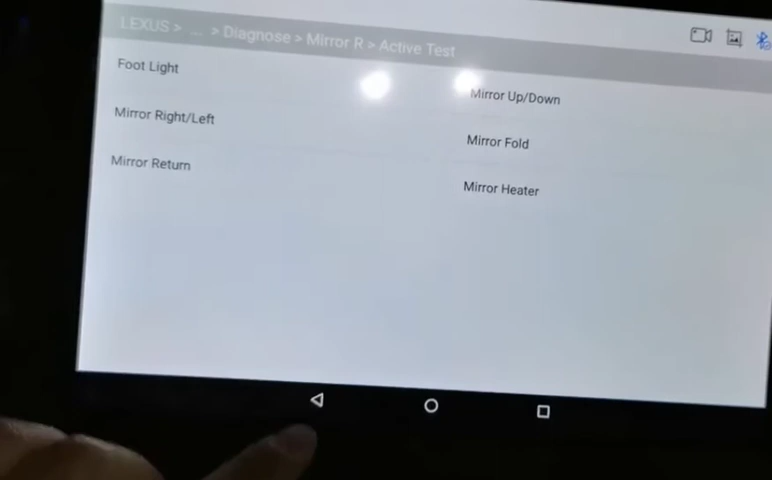 LEXUS > ... > Diagnose > Mirror R > Active Test
Foot Light
Mirror Up/Down
Mirror Right/Left
Mirror Fold
Mirror Return
Mirror Heater